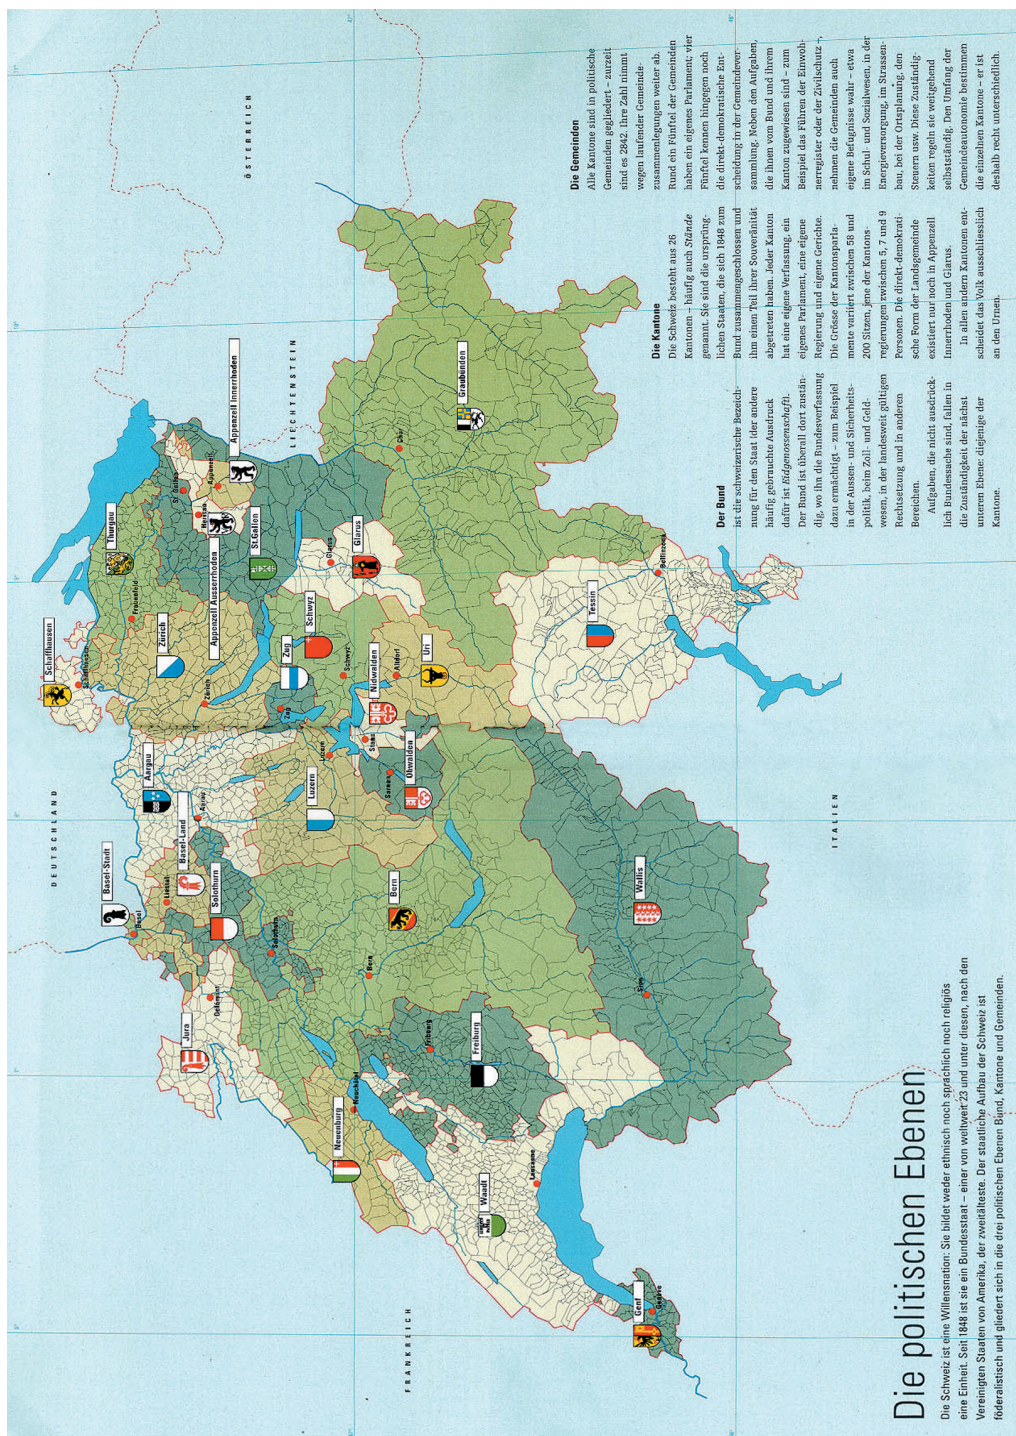 Die politischen Ebenen
Die Schweiz ist eine Willensnation: Sie bildet weder ethnisch noch sprachlich noch religiös
eine Einheit. Seit 1848 ist sie ein Bundesstaat – einer von weltweit 23 und unter diesen, nach den
Vereinigten Staaten von Amerika, der zweitälteste. Der staatliche Aufbau der Schweiz ist
föderalistisch und gliedert sich in die drei politischen Ebenen Bund, Kantone und Gemeinden.
Der Bund
ist die schweizerische Bezeich-
nung für den Staat (der andere
häufig gebrauchte Ausdruck
dafür ist Eidgenossenschaft).
Der Bund ist überall dort zustän-
dig, wo ihn die Bundesverfassung
dazu ermächtigt – zum Beispiel
in der Aussen- und Sicherheits-
politik, beim Zoll- und Geld-
wesen, in der landesweit gültigen
Rechtsetzung und in anderen
Bereichen.
Aufgaben, die nicht ausdrück-
lich Bundessache sind, fallen in
die Zuständigkeit der nächst
unteren Ebene: diejenige der
Kantone.
Die Kantone
Die Schweiz besteht aus 26
Kantonen – häufig auch Stände
genannt. Sie sind die ursprüng-
lichen Staaten, die sich 1848 zum
Bund zusammengeschlossen und
ihm einen Teil ihrer Souveränität
abgetreten haben. Jeder Kanton
hat eine eigene Verfassung, ein
eigenes Parlament, eine eigene
Regierung und eigene Gerichte.
Die Grösse der Kantonsparla-
mente variiert zwischen 58 und
200 Sitzen, jene der Kantons-
regierungen zwischen 5, 7 und 9
Personen. Die direkt-demokrati-
sche Form der Landsgemeinde
existiert nur noch in Appenzell
Innerrhoden und Glarus.
In allen andern Kantonen ent-
scheidet das Volk ausschliesslich
an den Urnen.
Die Gemeinden
Alle Kantone sind in politische
Gemeinden gegliedert – zurzeit
sind es 2842. Ihre Zahl nimmt
wegen laufender Gemeinde-
zusammenlegungen weiter ab.
Rund ein Fünftel der Gemeinden
haben ein eigenes Parlament; vier
Fünftel kennen hingegen noch
die direkt-demokratische Ent-
scheidung in der Gemeindever-
sammlung. Neben den Aufgaben,
die ihnen vom Bund und ihrem
Kanton zugewiesen sind – zum
Beispiel das Führen der Einwoh-
nerregister oder der Zivilschutz –,
nehmen die Gemeinden auch
eigene Befugnisse wahr – etwa
im Schul- und Sozialwesen, in der
Energieversorgung, im Strassen-
bau, bei der Ortsplanung, den
Steuern usw. Diese Zuständig-
keiten regeln sie weitgehend
selbstständig. Den Umfang der
Gemeindeautonomie bestimmen
die einzelnen Kantone – er ist
deshalb recht unterschiedlich.
DEUTSCHLAND
ÖSTERREICH
LIECHTENSTEIN
ITALIEN
FRANKREICH
Schaffhausen
Schaffhausen
Basel-Stadt
Basel
Thurgau
Frauenfeld
Aargau
Aarau
Zürich
Zürich
Basel-Land
Liestal
Jura
Delémont
Solothurn
Solothurn
St. Gallen
Herisau
Appenzell
Appenzell Ausserrhoden
Appenzell Innerrhoden
St.Gallen
Zug
Zug
Schwyz
Schwyz
Luzern
Luzern
Glarus
Glarus
Neuenburg
Neuchâtel
Bern
Bern
Nidwalden
Stans
Obwalden
Sarnen
Uri
Altdorf
Chur
Graubünden
Fribourg
Freiburg
Waadt
Lausanne
Tessin
Bellinzona
Wallis
Sion
Genf
Genève